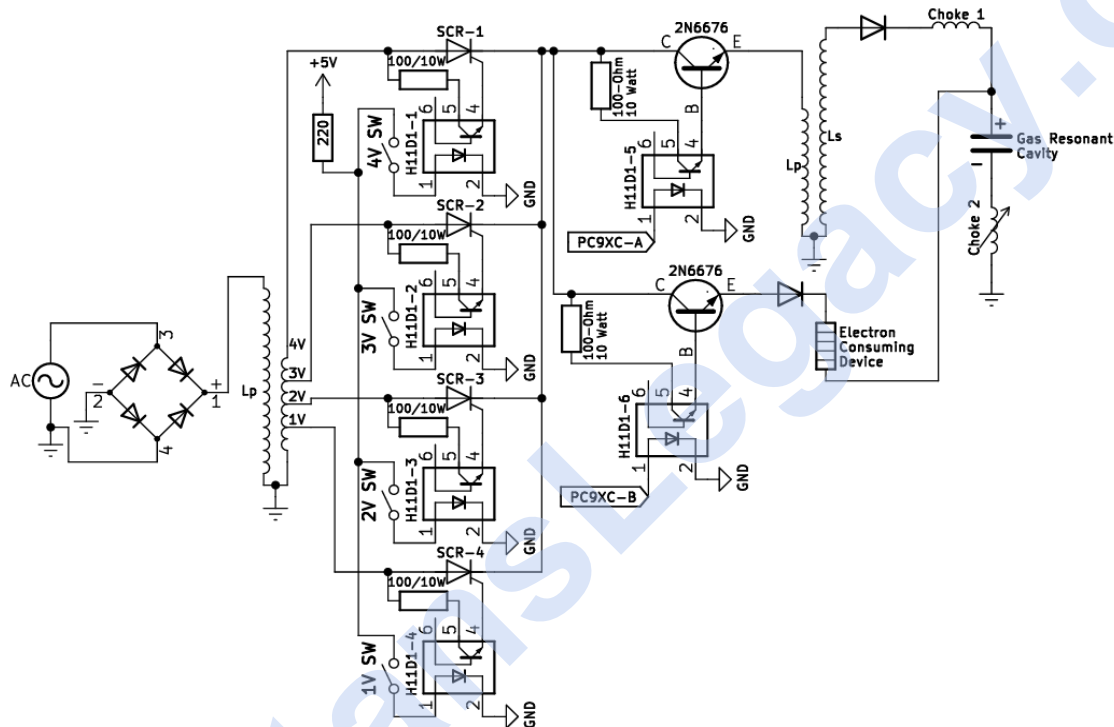 SCR-1
+5V
100/10W
220
6
5
4
4V SW
H11D1-1
1
2
GND
SCR-2
100/10W
6
5
4
3V SW
H11D1-2
1
2
GND
SCR-3
100/10W
6
5
4
2V SW
H11D1-3
1
2
GND
SCR-4
100/10W
6
5
4
1V SW
H11D1-4
1
2
GND
AC
3
-
2
+
1
4
Lp
4V
3V
2V
1V
2N6676
C
E
B
100-Ohm
10 Watt
6
5
4
H11D1-5
1
2
GND
PC9XC-A
2N6676
C
E
B
100-Ohm
10 Watt
6
5
4
H11D1-6
1
2
GND
PC9XC-B
Lp
Ls
Choke 1
+
Gas Resonant
Cavity
-
Choke 2
Electron
Consuming
Device
ansLegacy.c